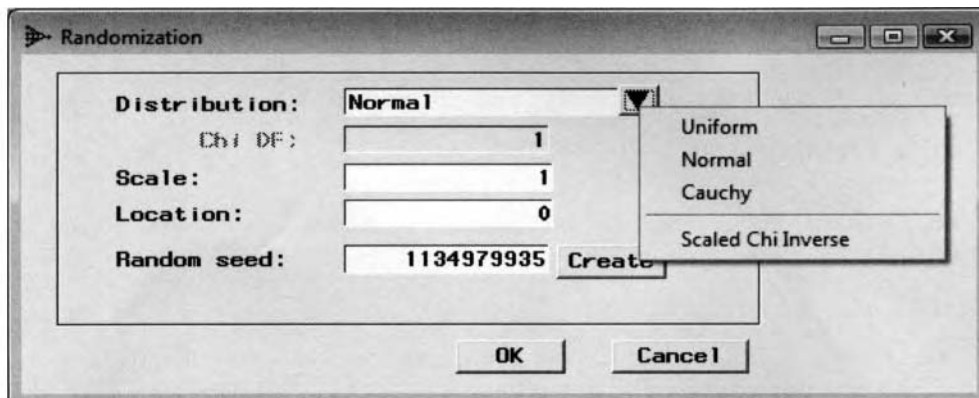 Randomization
Distribution: Normal
Chi DF: 1
Scale: 1
Location: 0
Random seed: 1134979935 Create
Uniform
Normal
Cauchy
Scaled Chi Inverse
OK Cancel